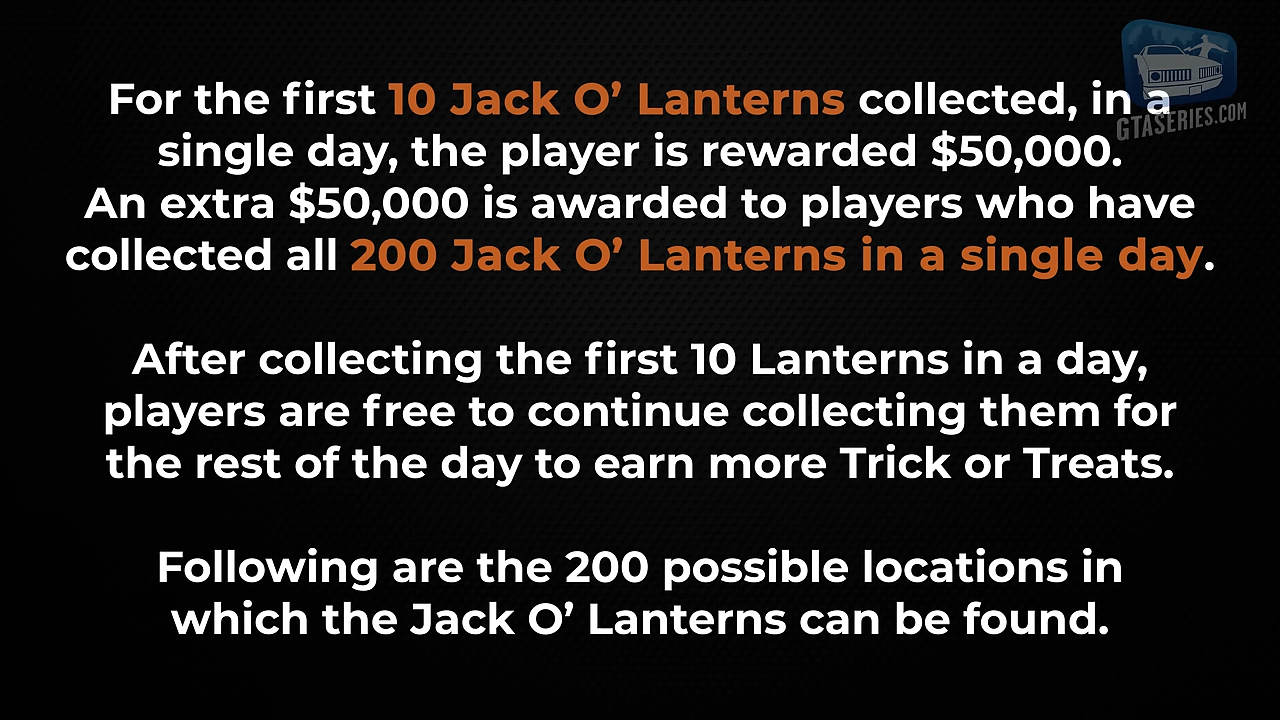 For the first 10 Jack O’ Lanterns collected, in a
single day, the player is rewarded $50,000.
An extra $50,000 is awarded to players who have
collected all 200 Jack O’ Lanterns in a single day.
After collecting the first 10 Lanterns in a day,
players are free to continue collecting them for
the rest of the day to earn more Trick or Treats.
Following are the 200 possible locations in
which the Jack O’ Lanterns can be found.
GTASERIES.COM